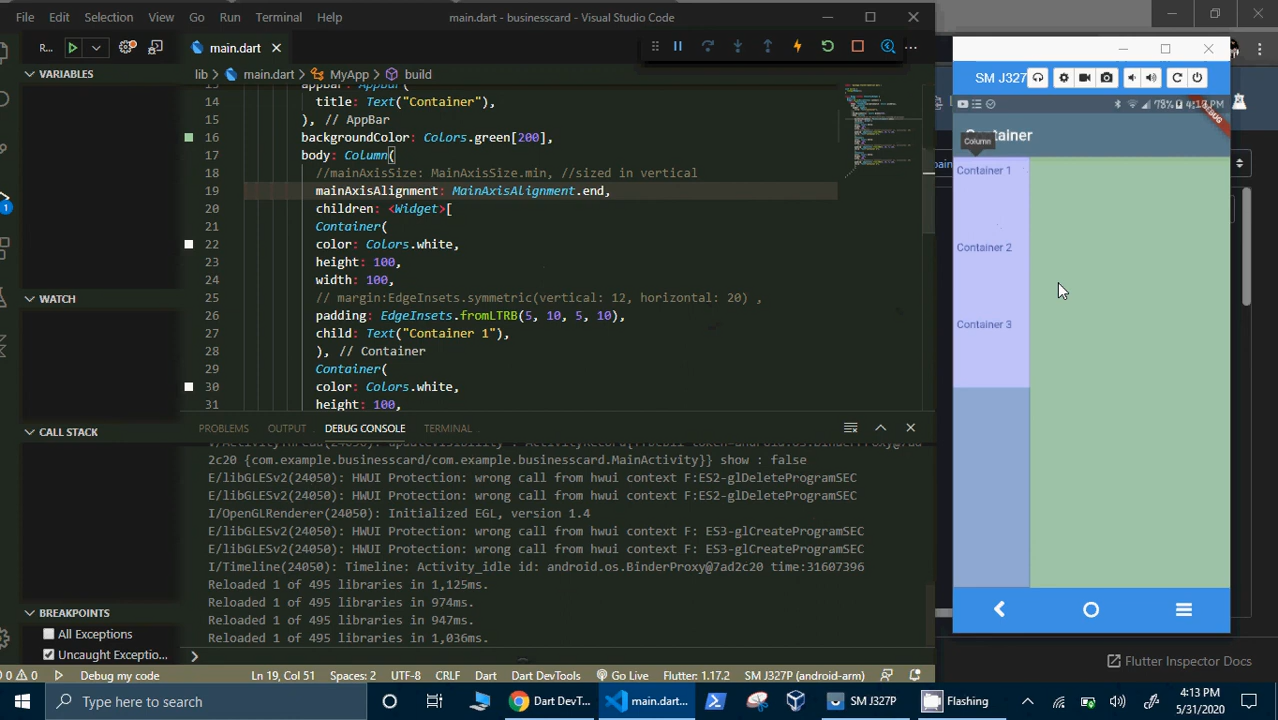 File Edit Selection View Go Run Terminal Help main.dart - businesscard - Visual Studio Code
R... main.dart
VARIABLES
WATCH
CALL STACK
BREAKPOINTS
All Exceptions
Uncaught Exceptio...
lib > main.dart > MyApp > build
14 title: Text("Container"),
15 ), // AppBar
16 backgroundColor: Colors.green[200],
17 body: Column(
18 //mainAxisSize: MainAxisSize.min, //sized in vertical
19 mainAxisAlignment: MainAxisAlignment.end,
20 children: <Widget>[
21 Container(
22 color: Colors.white,
23 height: 100,
24 width: 100,
25 // margin:EdgeInsets.symmetric(vertical: 12, horizontal: 20) ,
26 padding: EdgeInsets.fromLTRB(5, 10, 5, 10),
27 child: Text("Container 1"),
28 ), // Container
29 Container(
30 color: Colors.white,
31 height: 100,
PROBLEMS OUTPUT DEBUG CONSOLE TERMINAL
2c20 {com.example.businesscard/com.example.businesscard.MainActivity}} show : false
E/libGLESv2(24050): HWUI Protection: wrong call from hwui context F:ES2-glDeleteProgramSEC
E/libGLESv2(24050): HWUI Protection: wrong call from hwui context F:ES2-glDeleteProgramSEC
I/OpenGLRenderer(24050): Initialized EGL, version 1.4
E/libGLESv2(24050): HWUI Protection: wrong call from hwui context F: ES3-glCreateProgramSEC
E/libGLESv2(24050): HWUI Protection: wrong call from hwui context F: ES3-glCreateProgramSEC
I/Timeline(24050): Timeline: Activity_idle id: android.os.BinderProxy@7ad2c20 time:31607396
Reloaded 1 of 495 libraries in 1,125ms.
Reloaded 1 of 495 libraries in 974ms.
Reloaded 1 of 495 libraries in 947ms.
Reloaded 1 of 495 libraries in 1,036ms.
0 0 Debug my code Ln 19, Col 51 Spaces: 2 UTF-8 CRLF Dart Dart DevTools Go Live Flutter: 1.17.2 SM J327P (android-arm)
SM J327
78% 4:13 PM
DEBUG
Container
Column
Container 1
Container 2
Container 3
Flutter Inspector Docs
Type here to search Dart DevT... main.dart... SM J327P Flashing
4:13 PM
5/31/2020